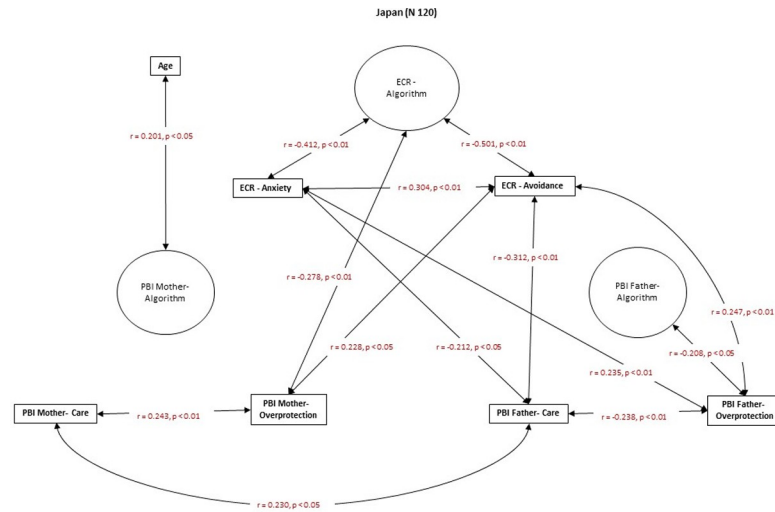 Japan (N 120)
Age
ECR -
Algorithm
r = 0.201, p <0.05
r = -0.412, p <0.01
r = -0.501, p <0.01
ECR - Anxiety
r = 0.304, p <0.01
ECR - Avoidance
r = -0.312, p <0.01
r = -0.278, p <0.01
PBI Mother-
Algorithm
PBI Father-
Algorithm
r = 0.247, p <0.01
r = 0.228, p <0.05
r = -0.212, p <0.05
r = -0.208, p <0.05
r = 0.235, p <0.01
PBI Mother- Care
r = 0.243, p <0.01
PBI Mother-
Overprotection
PBI Father- Care
r = -0.238, p <0.01
PBI Father-
Overprotection
r = 0.230, p <0.05